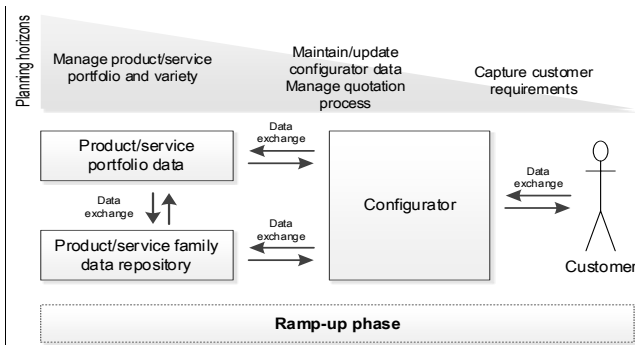 Planning horizons
Manage product/service
portfolio and variety
Maintain/update
configurator data
Manage quotation
process
Capture customer
requirements
Product/service
portfolio data
Data
exchange
Data
exchange
Product/service family
data repository
Data
exchange
Configurator
Data
exchange
Customer
Ramp-up phase